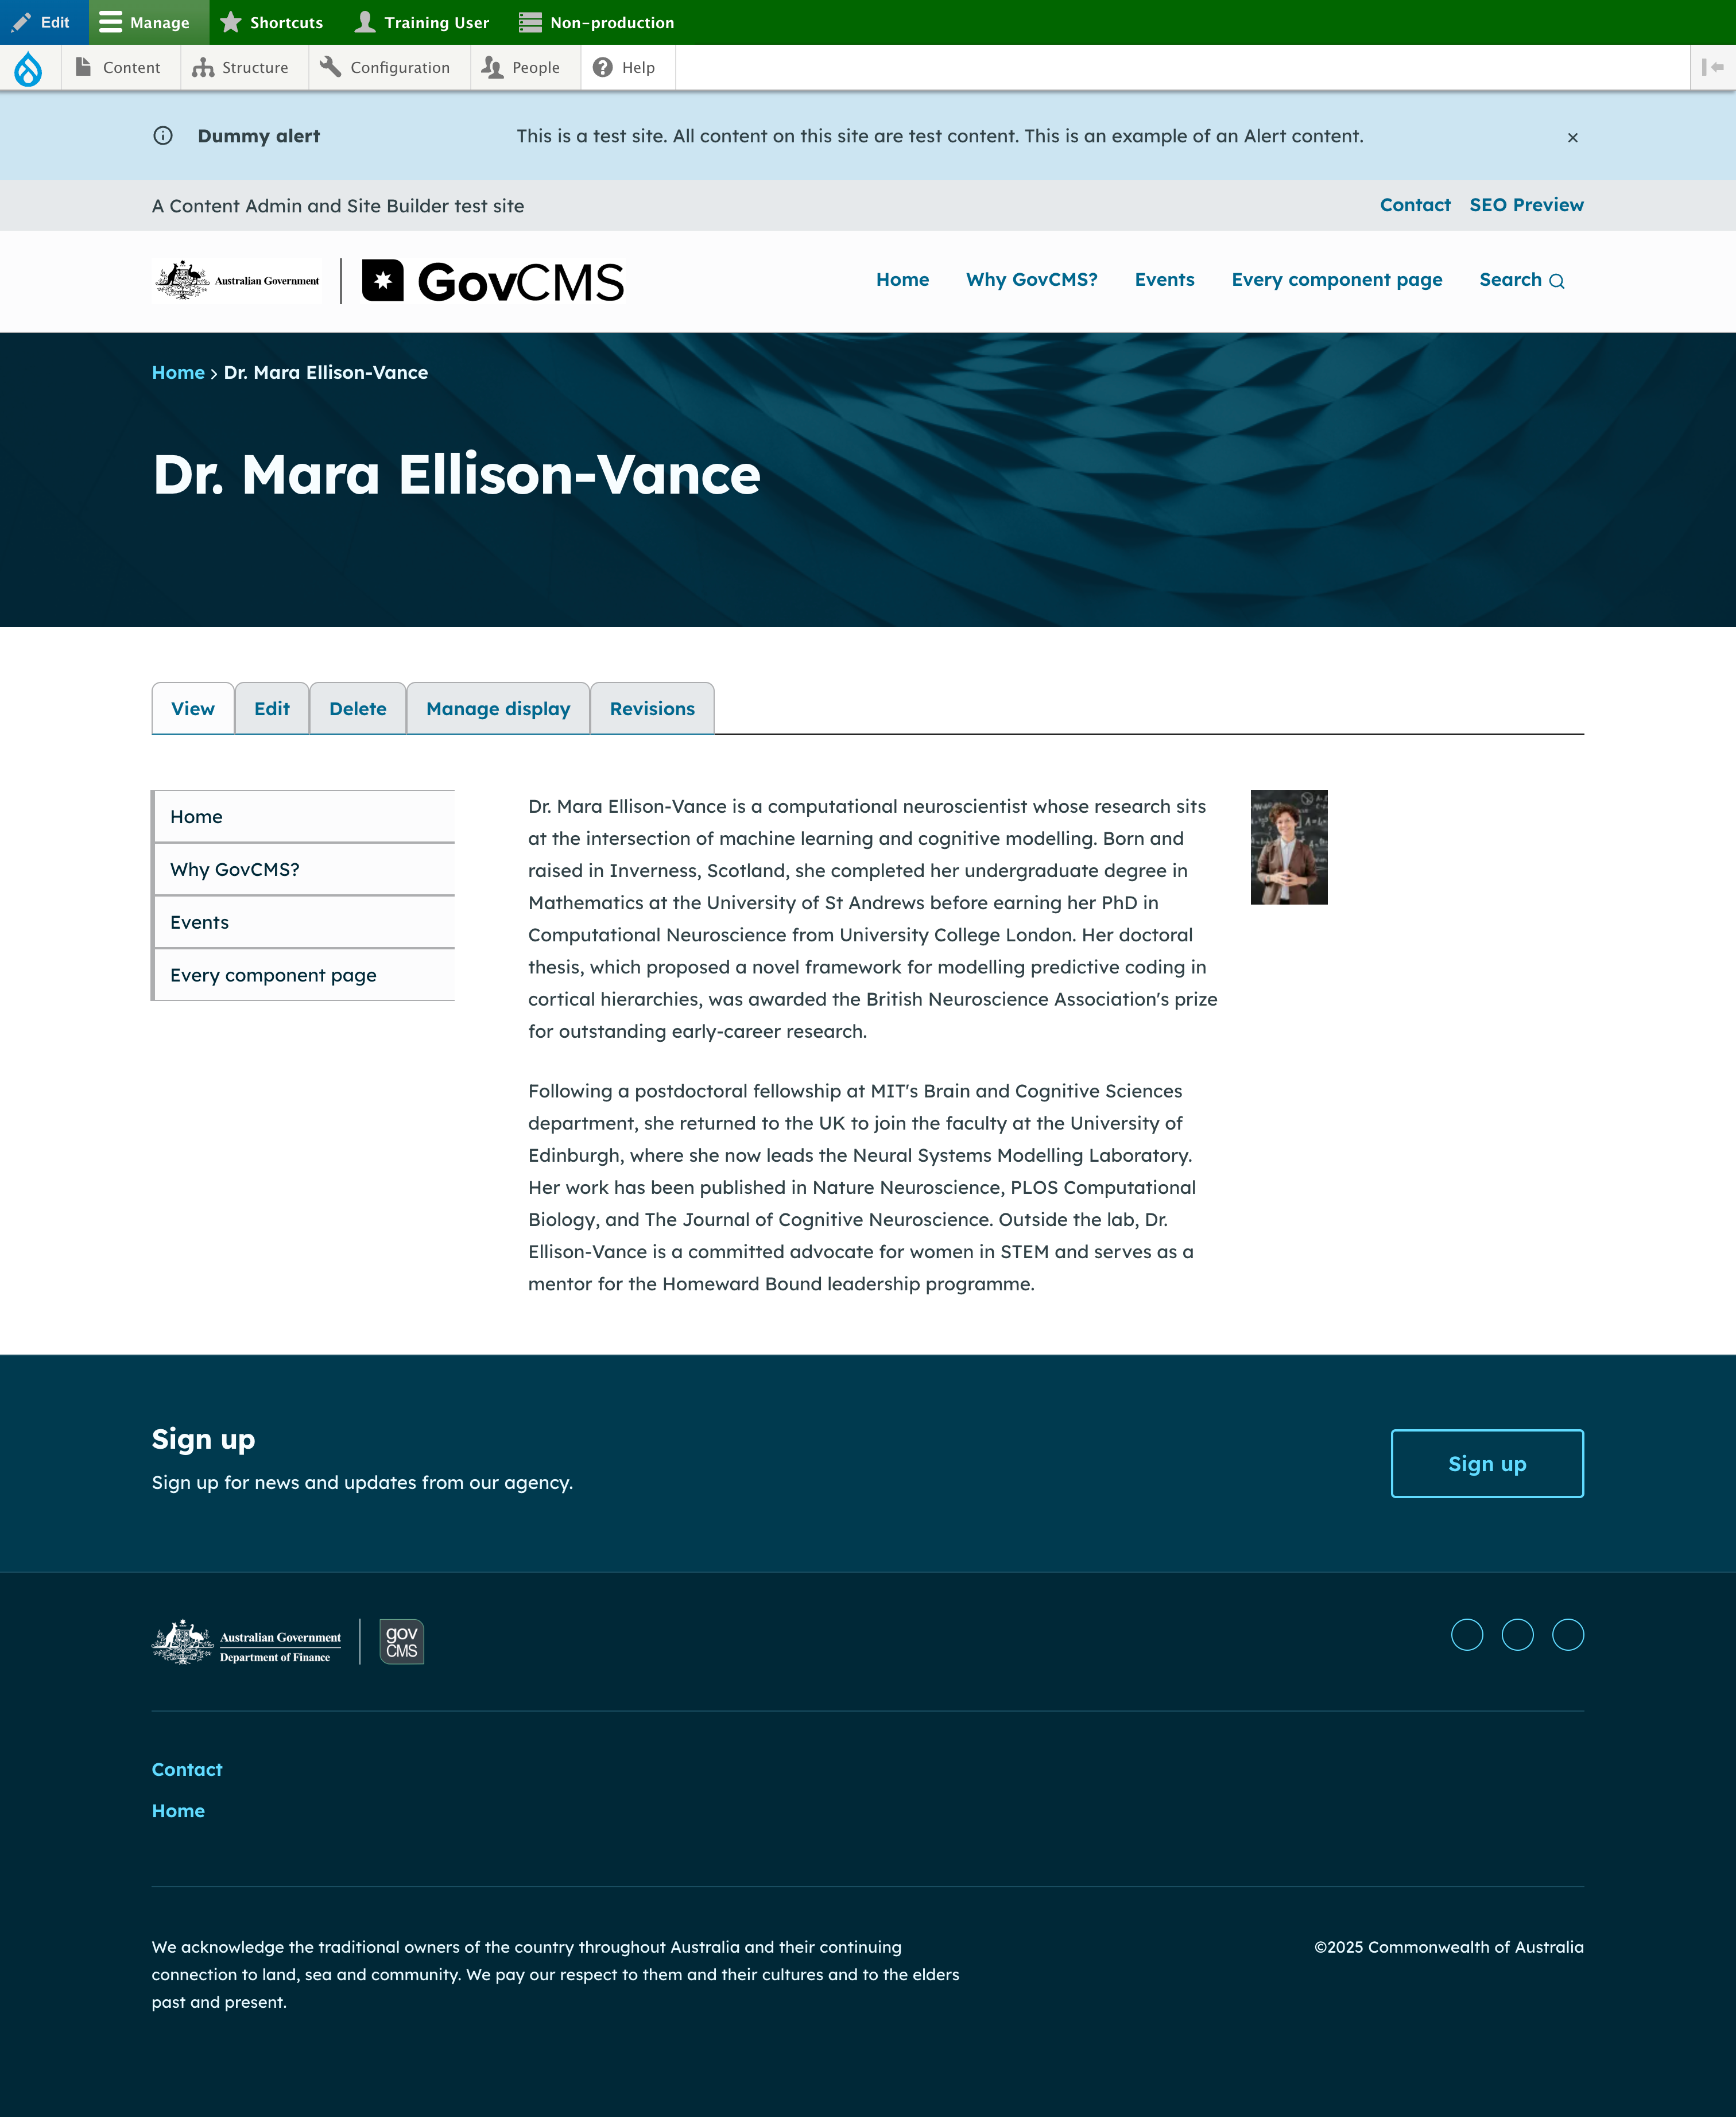 Edit Manage Shortcuts Training User Non-production
Content Structure Configuration People Help
Dummy alert This is a test site. All content on this site are test content. This is an example of an Alert content.
A Content Admin and Site Builder test site Contact SEO Preview
Australian Government GovCMS Home Why GovCMS? Events Every component page Search
Home › Dr. Mara Ellison-Vance
Dr. Mara Ellison-Vance
View Edit Delete Manage display Revisions
Home
Why GovCMS?
Events
Every component page
Dr. Mara Ellison-Vance is a computational neuroscientist whose research sits
at the intersection of machine learning and cognitive modelling. Born and
raised in Inverness, Scotland, she completed her undergraduate degree in
Mathematics at the University of St Andrews before earning her PhD in
Computational Neuroscience from University College London. Her doctoral
thesis, which proposed a novel framework for modelling predictive coding in
cortical hierarchies, was awarded the British Neuroscience Association's prize
for outstanding early-career research.
Following a postdoctoral fellowship at MIT's Brain and Cognitive Sciences
department, she returned to the UK to join the faculty at the University of
Edinburgh, where she now leads the Neural Systems Modelling Laboratory.
Her work has been published in Nature Neuroscience, PLOS Computational
Biology, and The Journal of Cognitive Neuroscience. Outside the lab, Dr.
Ellison-Vance is a committed advocate for women in STEM and serves as a
mentor for the Homeward Bound leadership programme.
Sign up
Sign up for news and updates from our agency.
Sign up
Australian Government
Department of Finance
gov
CMS
Contact
Home
We acknowledge the traditional owners of the country throughout Australia and their continuing
connection to land, sea and community. We pay our respect to them and their cultures and to the elders
past and present.
©2025 Commonwealth of Australia